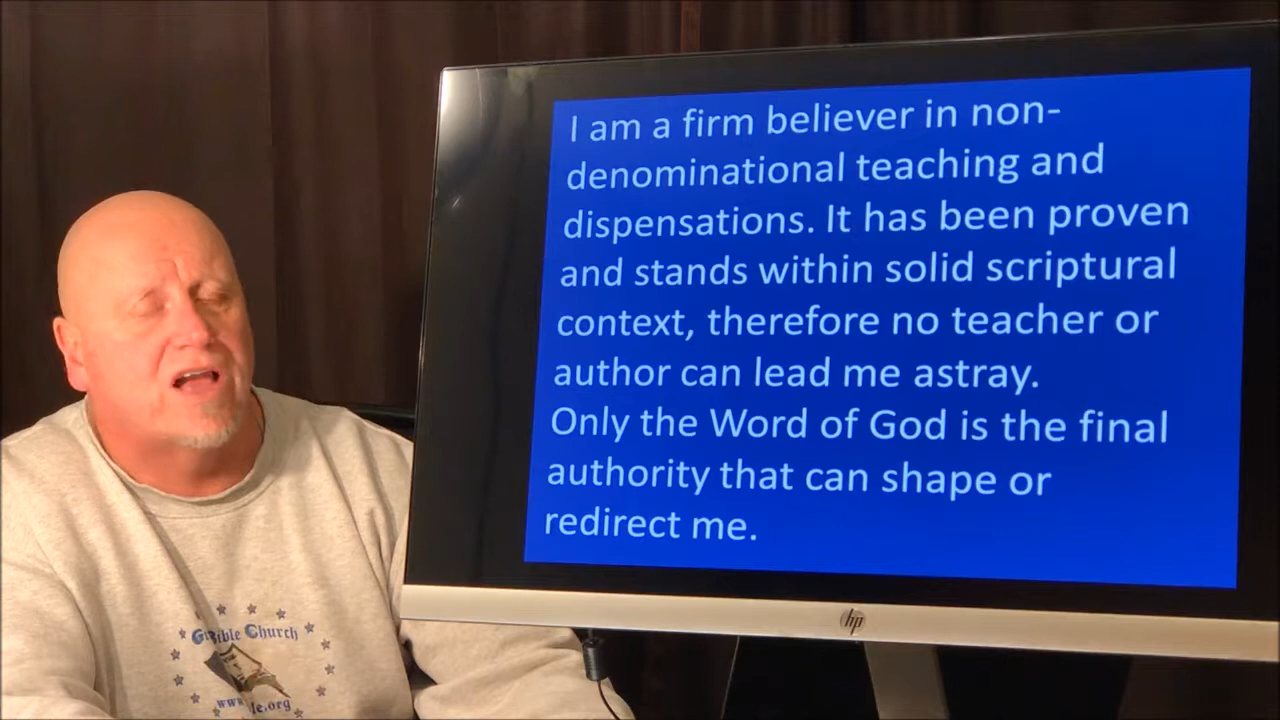 I am a firm believer in non-
denominational teaching and
dispensations. It has been proven
and stands within solid scriptural
context, therefore no teacher or
author can lead me astray.
Only the Word of God is the final
authority that can shape or
redirect me.
hp
Church